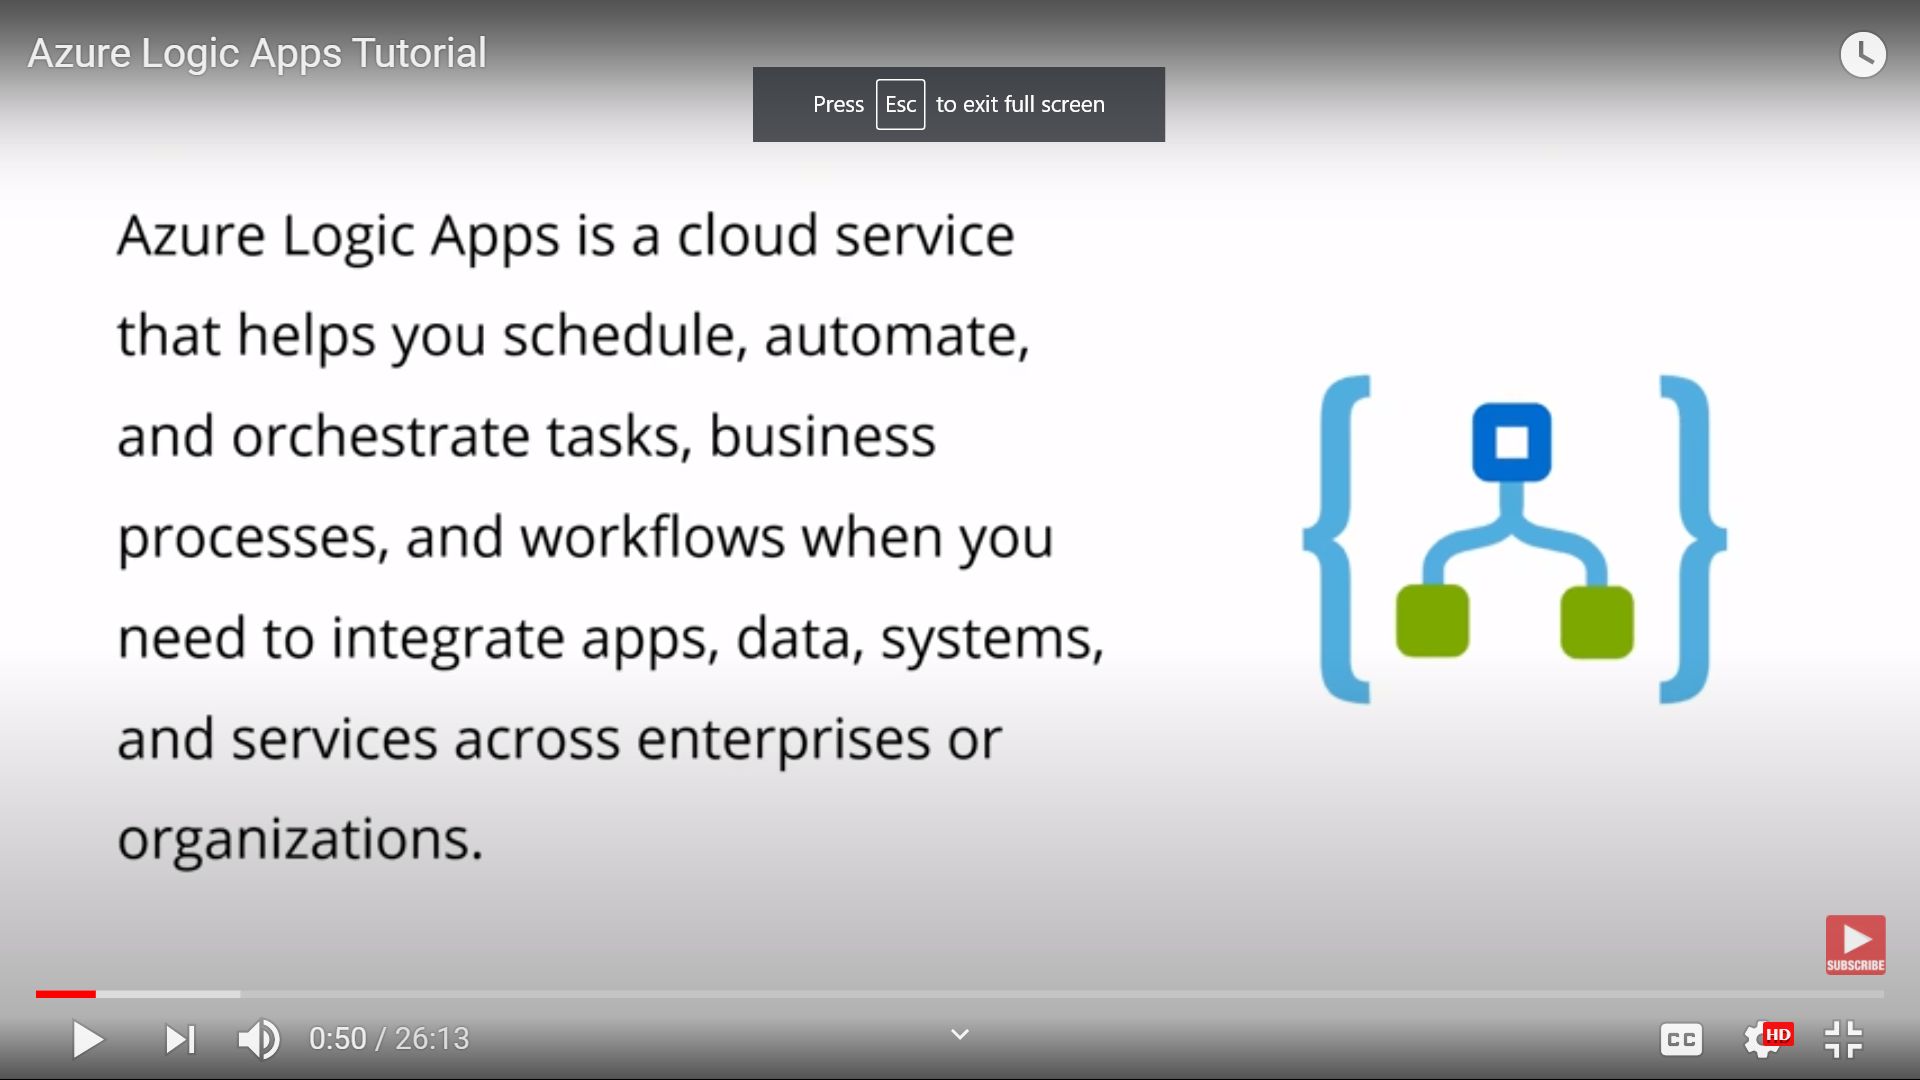 Azure Logic Apps Tutorial
Press Esc to exit full screen
Azure Logic Apps is a cloud service
that helps you schedule, automate,
and orchestrate tasks, business
processes, and workflows when you
need to integrate apps, data, systems,
and services across enterprises or
organizations.
SUBSCRIBE
0:50 / 26:13
CC
HD